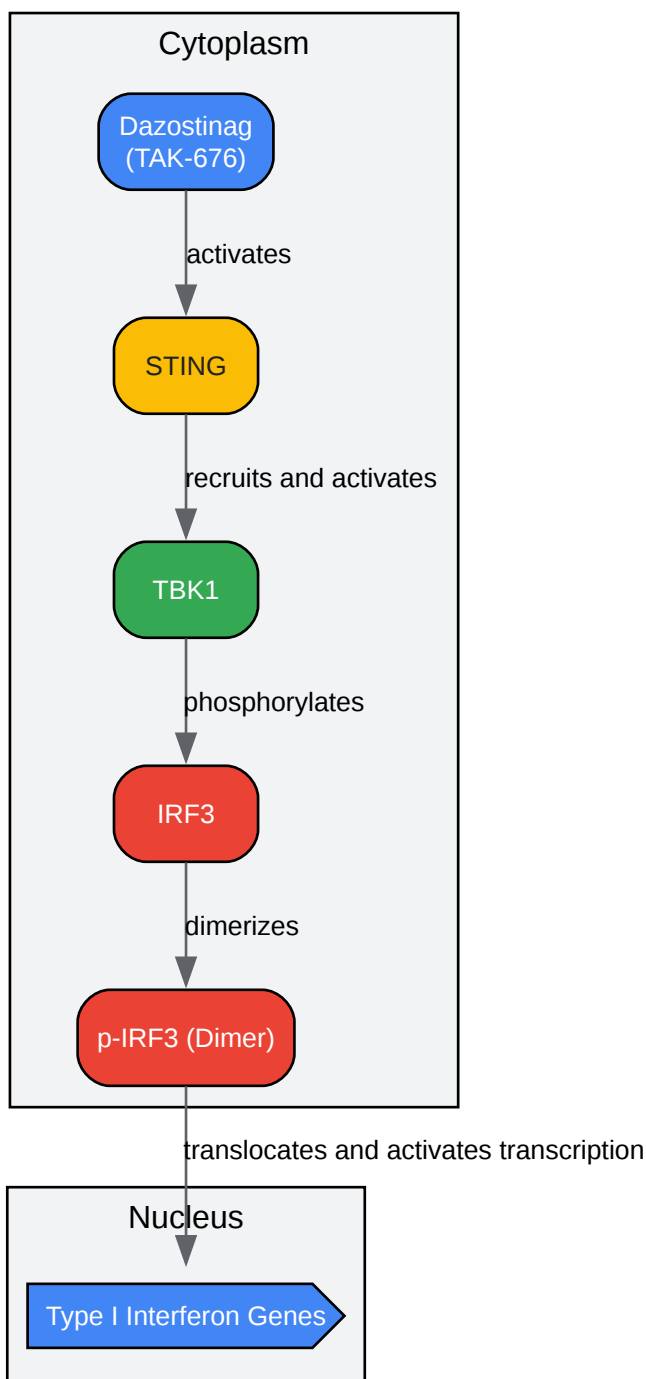 Cytoplasm
Dazostinag
(TAK-676)
activates
STING
recruits and activates
TBK1
phosphorylates
IRF3
dimerizes
p-IRF3 (Dimer)
translocates and activates transcription
Nucleus
Type I Interferon Genes